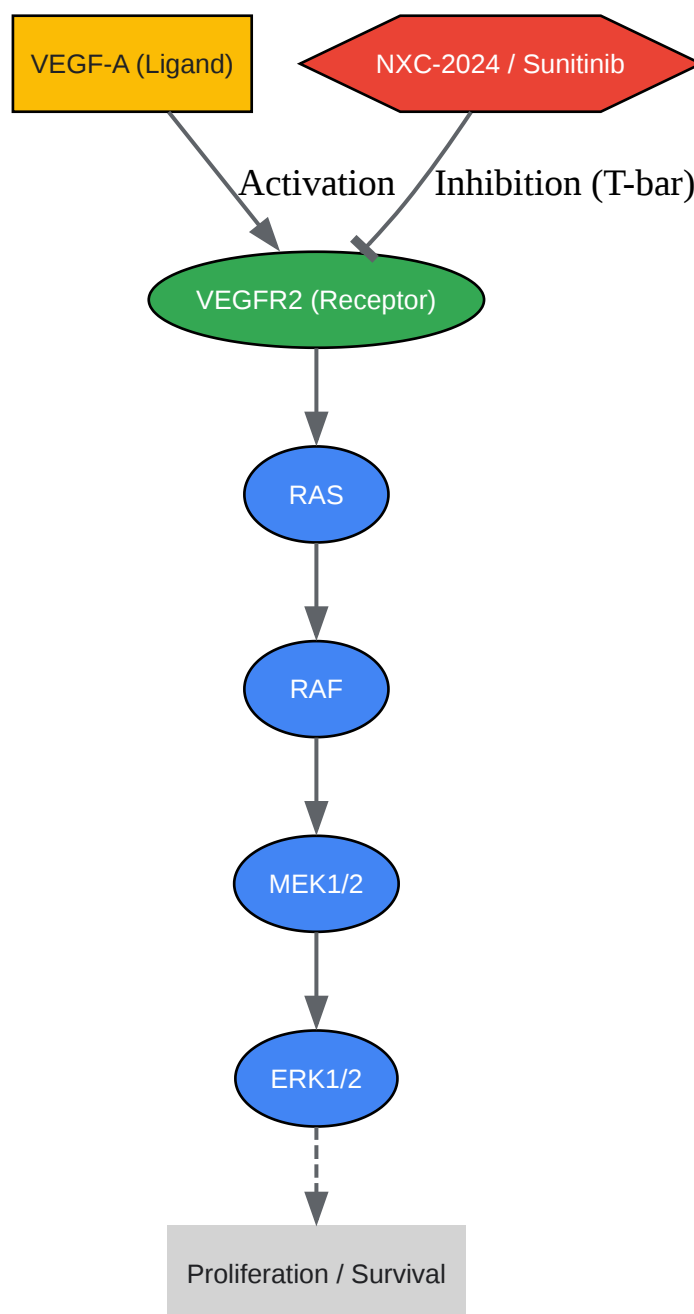 VEGF-A (Ligand)
NXC-2024 / Sunitinib
Activation
Inhibition (T-bar)
VEGFR2 (Receptor)
RAS
RAF
MEK1/2
ERK1/2
Proliferation / Survival